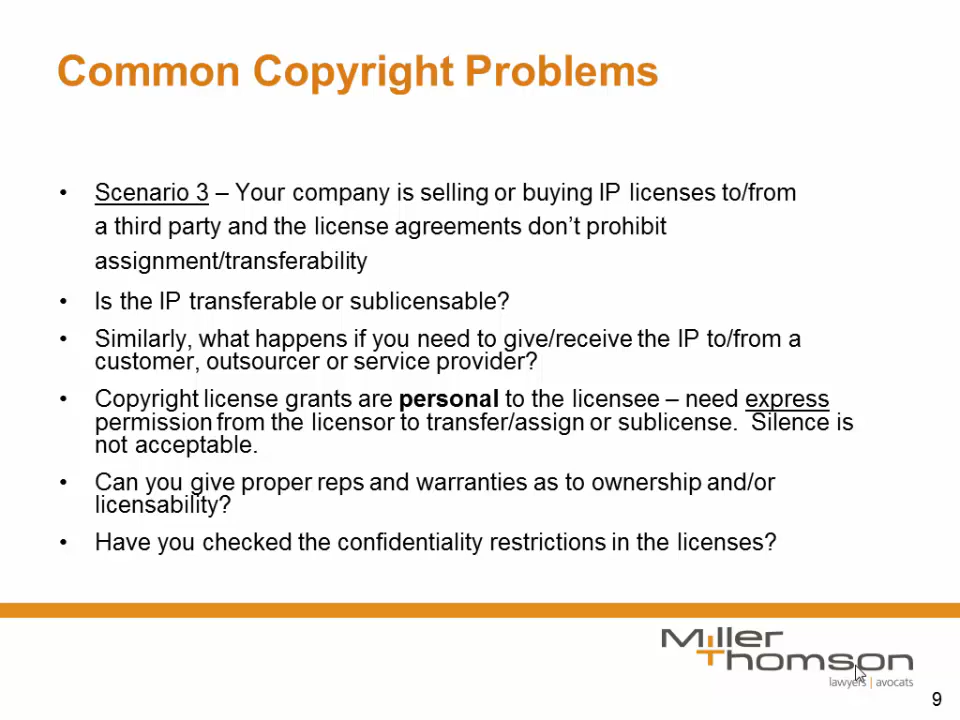 Common Copyright Problems
• Scenario 3 – Your company is selling or buying IP licenses to/from
a third party and the license agreements don’t prohibit
assignment/transferability
• Is the IP transferable or sublicensable?
• Similarly, what happens if you need to give/receive the IP to/from a
customer, outsourcer or service provider?
• Copyright license grants are personal to the licensee – need express
permission from the licensor to transfer/assign or sublicense. Silence is
not acceptable.
• Can you give proper reps and warranties as to ownership and/or
licensability?
• Have you checked the confidentiality restrictions in the licenses?
Miller
Thomson
lawyers | avocats
9